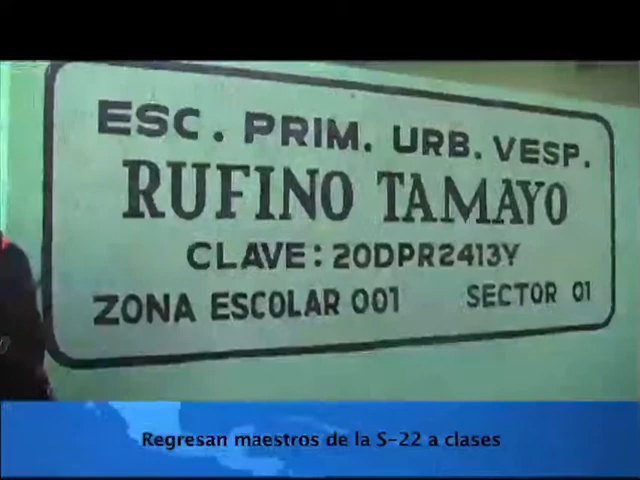 ESC. PRIM. URB. VESP.
RUFINO TAMAYO
CLAVE: 20DPR2413Y
ZONA ESCOLAR 001 SECTOR 01
Regresan maestros de la S-22 a clases